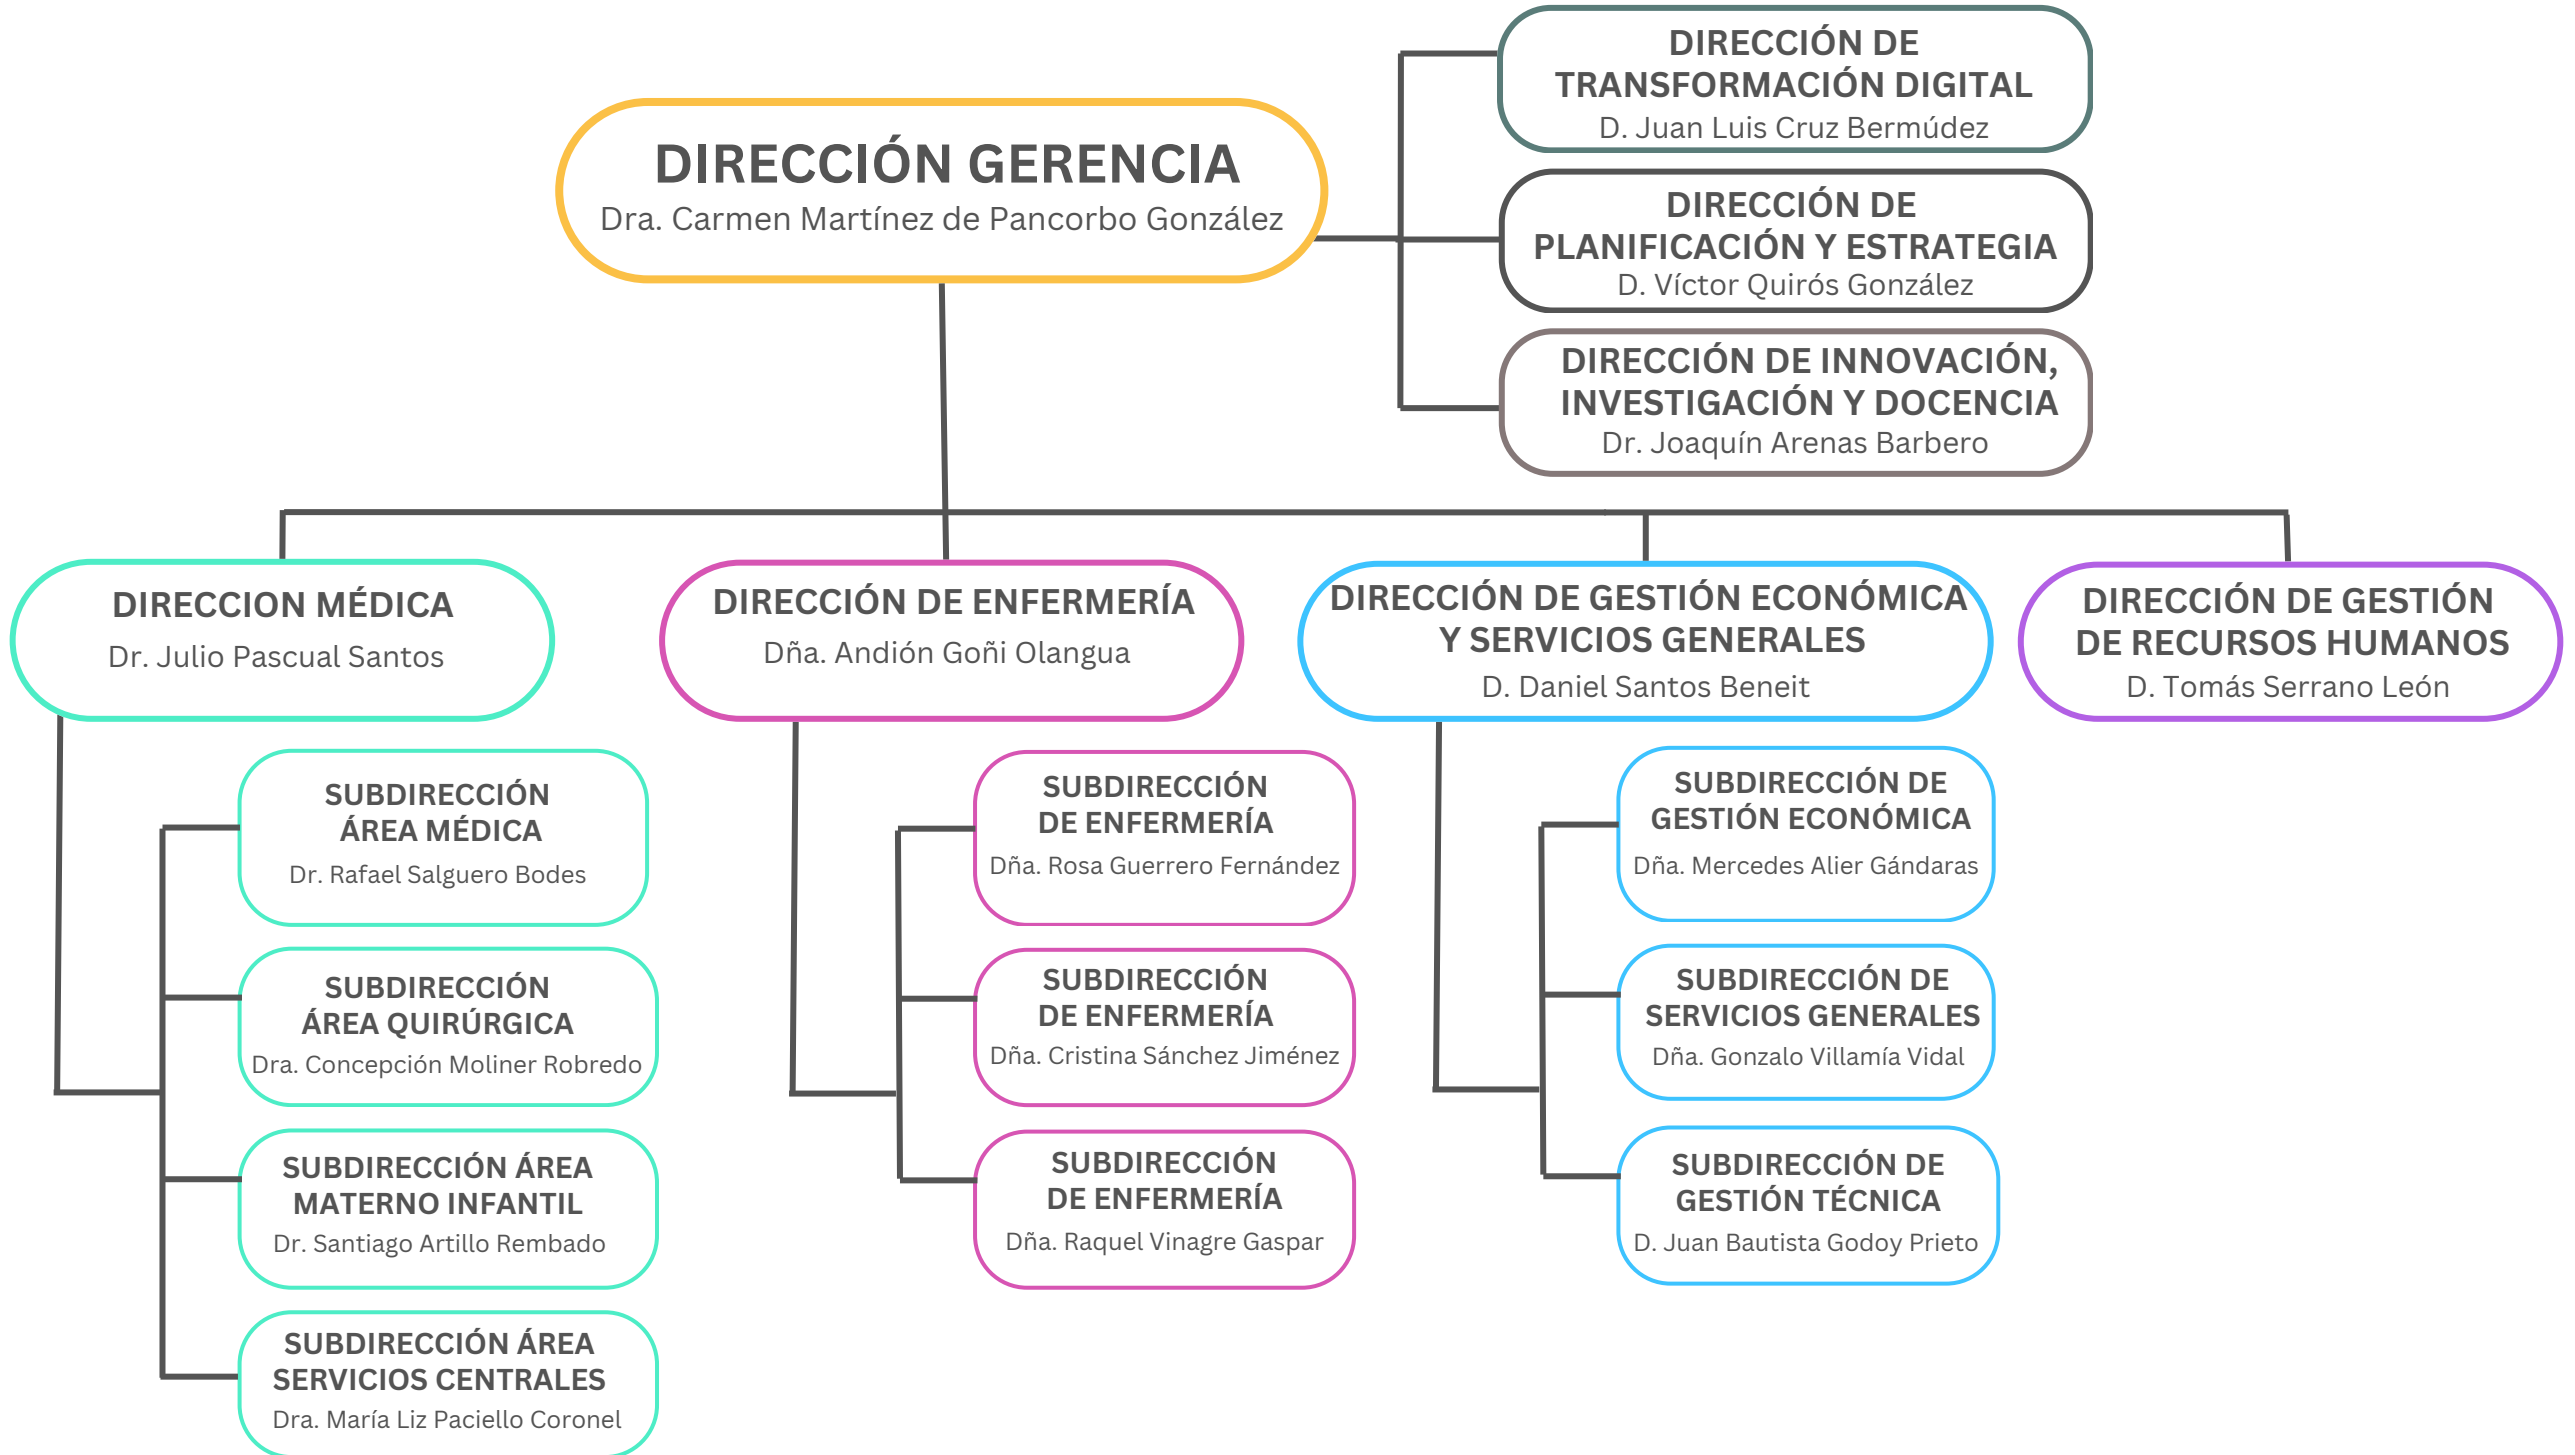 DIRECCIÓN GERENCIA
Dra. Carmen Martínez de Pancorbo González
DIRECCIÓN DE
TRANSFORMACIÓN DIGITAL
D. Juan Luis Cruz Bermúdez
DIRECCIÓN DE
PLANIFICACIÓN Y ESTRATEGIA
D. Víctor Quirós González
DIRECCIÓN DE INNOVACIÓN,
INVESTIGACIÓN Y DOCENCIA
Dr. Joaquín Arenas Barbero
DIRECCION MÉDICA
Dr. Julio Pascual Santos
DIRECCIÓN DE ENFERMERÍA
Dña. Andión Goñi Olangua
DIRECCIÓN DE GESTIÓN ECONÓMICA
Y SERVICIOS GENERALES
D. Daniel Santos Beneit
DIRECCIÓN DE GESTIÓN
DE RECURSOS HUMANOS
D. Tomás Serrano León
SUBDIRECCIÓN
ÁREA MÉDICA
Dr. Rafael Salguero Bodes
SUBDIRECCIÓN
ÁREA QUIRÚRGICA
Dra. Concepción Moliner Robredo
SUBDIRECCIÓN ÁREA
MATERNO INFANTIL
Dr. Santiago Artillo Rembado
SUBDIRECCIÓN ÁREA
SERVICIOS CENTRALES
Dra. María Liz Paciello Coronel
SUBDIRECCIÓN
DE ENFERMERÍA
Dña. Rosa Guerrero Fernández
SUBDIRECCIÓN
DE ENFERMERÍA
Dña. Cristina Sánchez Jiménez
SUBDIRECCIÓN
DE ENFERMERÍA
Dña. Raquel Vinagre Gaspar
SUBDIRECCIÓN DE
GESTIÓN ECONÓMICA
Dña. Mercedes Alier Gándaras
SUBDIRECCIÓN DE
SERVICIOS GENERALES
Dña. Gonzalo Villamía Vidal
SUBDIRECCIÓN DE
GESTIÓN TÉCNICA
D. Juan Bautista Godoy Prieto